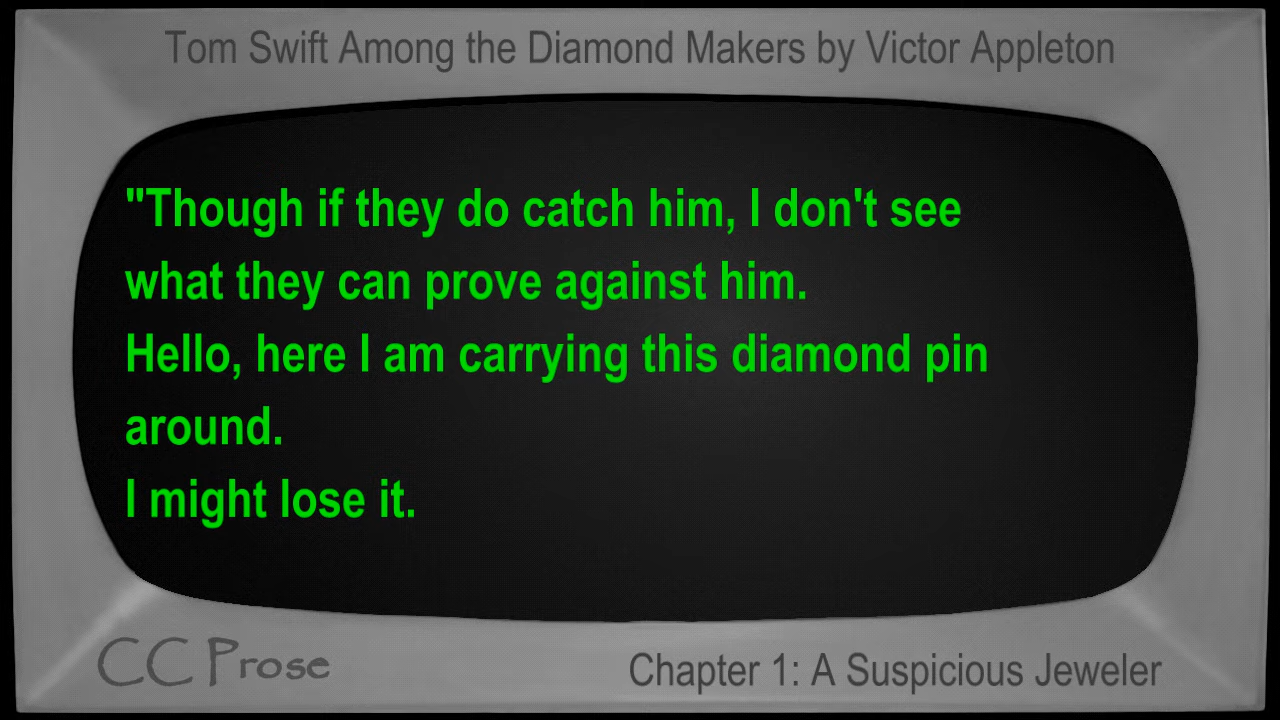 Tom Swift Among the Diamond Makers by Victor Appleton
"Though if they do catch him, I don't see
what they can prove against him.
Hello, here I am carrying this diamond pin
around.
I might lose it.
CC Prose
Chapter 1: A Suspicious Jeweler